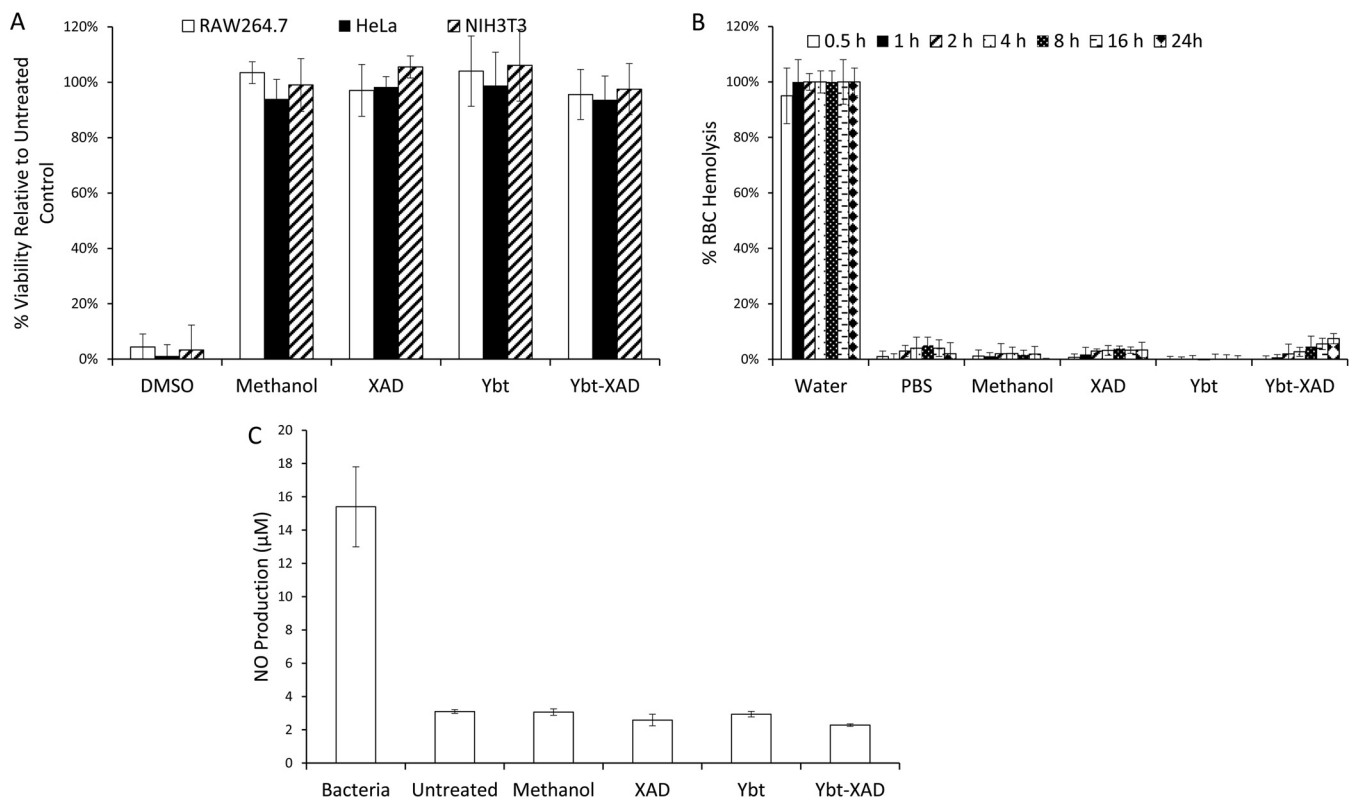 A
RAW264.7 HeLa NIH3T3
% Viability Relative to Untreated
Control
120%
100%
80%
60%
40%
20%
0%
DMSO Methanol XAD Ybt Ybt-XAD
B
0.5 h 1 h 2 h 4 h 8 h 16 h 24h
% RBC Hemolysis
120%
100%
80%
60%
40%
20%
0%
Water PBS Methanol XAD Ybt Ybt-XAD
C
NO Production (µM)
20
18
16
14
12
10
8
6
4
2
0
Bacteria Untreated Methanol XAD Ybt Ybt-XAD